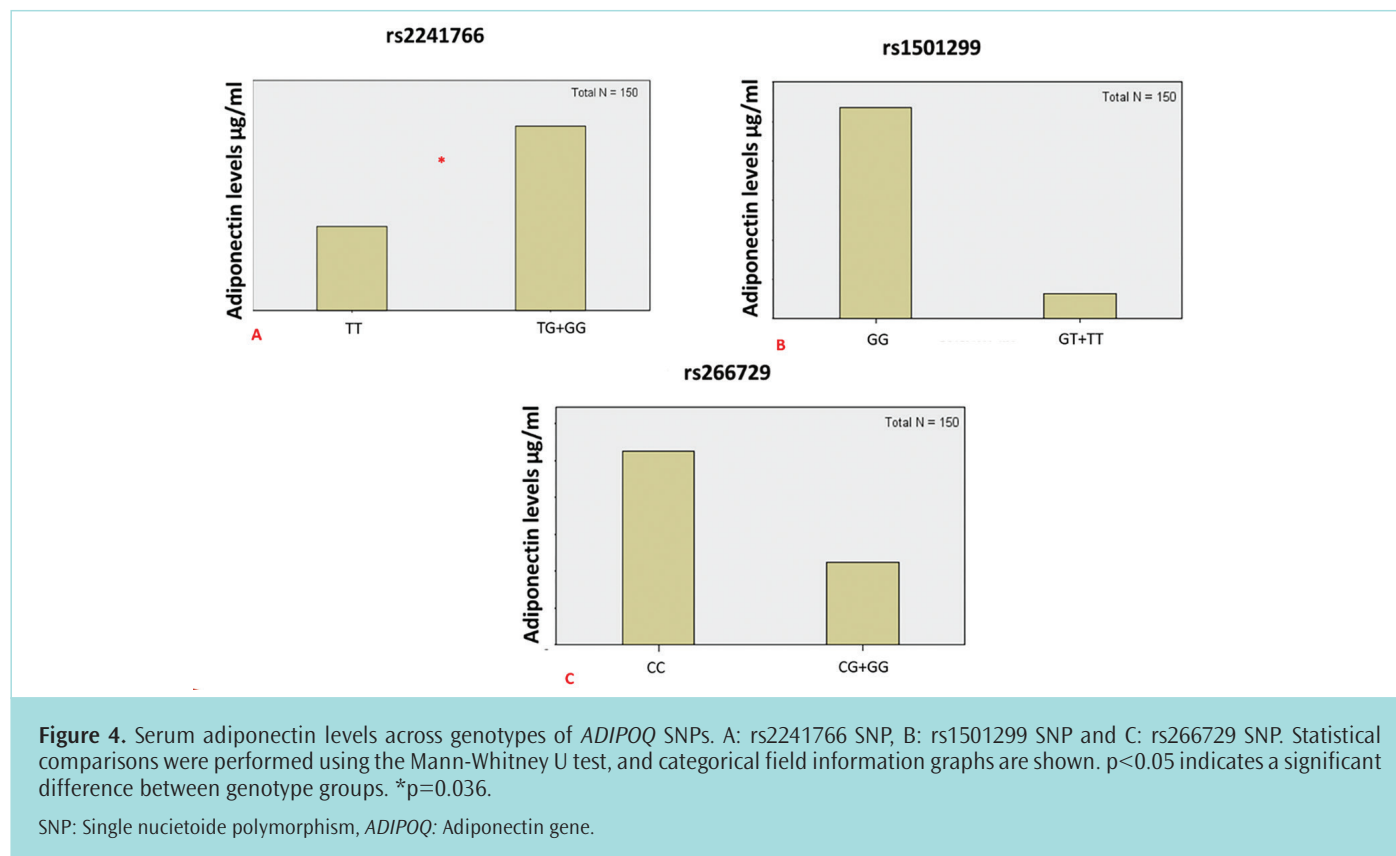 rs2241766
Adiponectin levels µg/ml
Total N = 150
*
TT
TG+GG
A
rs1501299
Adiponectin levels µg/ml
Total N = 150
GG
GT+TT
B
rs266729
Adiponectin levels µg/ml
Total N = 150
CC
CG+GG
C
Figure 4. Serum adiponectin levels across genotypes of ADIPOQ SNPs. A: rs2241766 SNP, B: rs1501299 SNP and C: rs266729 SNP. Statistical
comparisons were performed using the Mann-Whitney U test, and categorical field information graphs are shown. p<0.05 indicates a significant
difference between genotype groups. *p=0.036.
SNP: Single nucietoide polymorphism, ADIPOQ: Adiponectin gene.